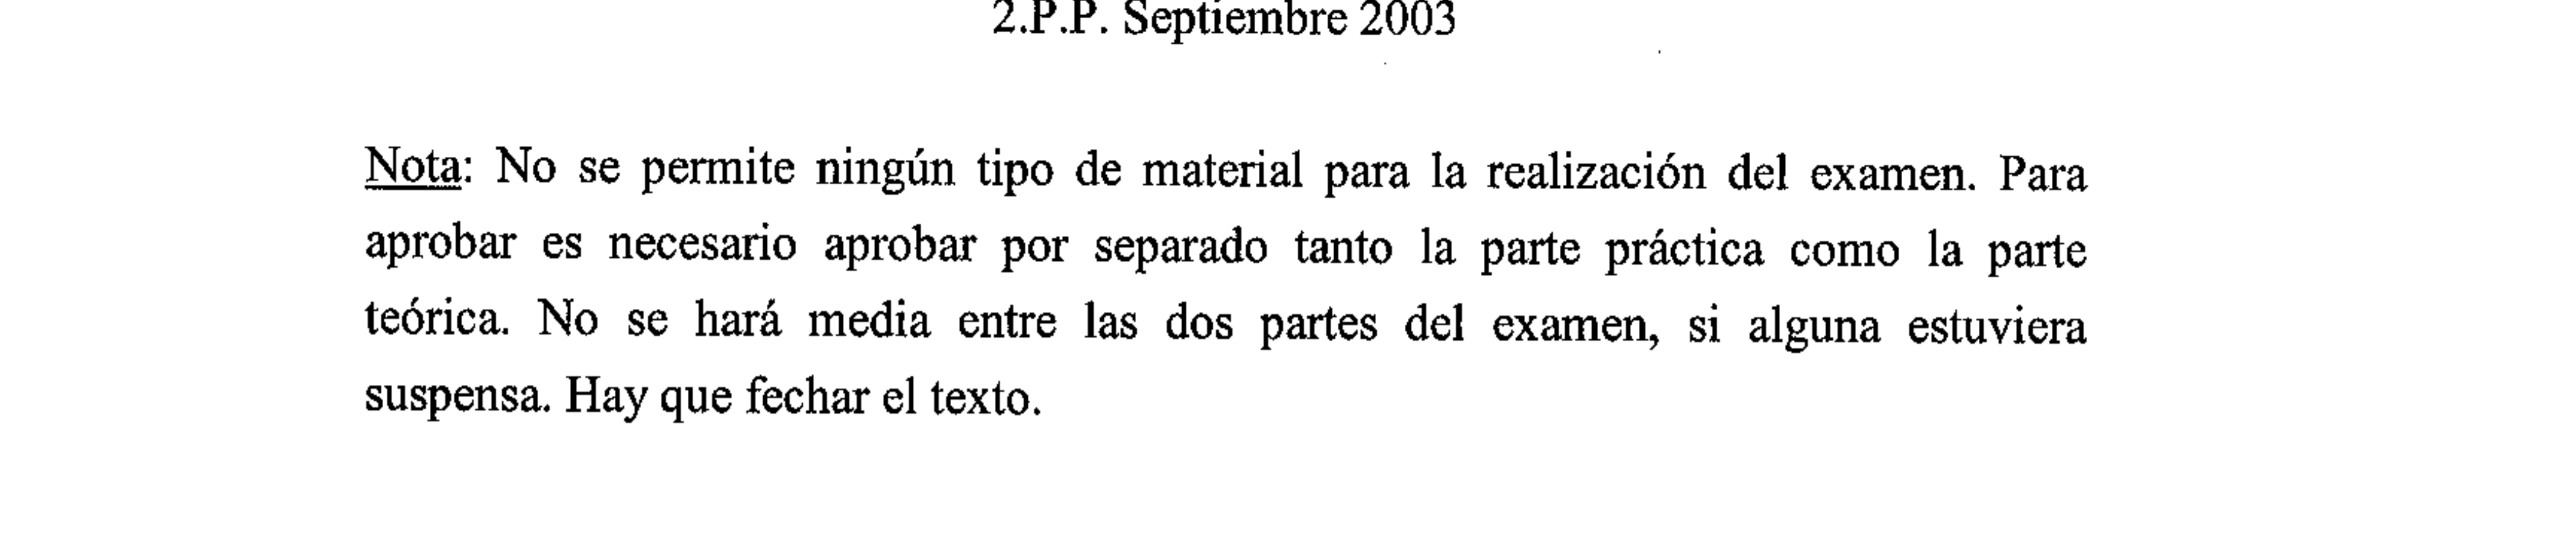 2.P.P. Septiembre 2003
Nota: No se permite ningún tipo de material para la realización del examen. Para
aprobar es necesario aprobar por separado tanto la parte práctica como la parte
teórica. No se hará media entre las dos partes del examen, si alguna estuviera
suspensa. Hay que fechar el texto.